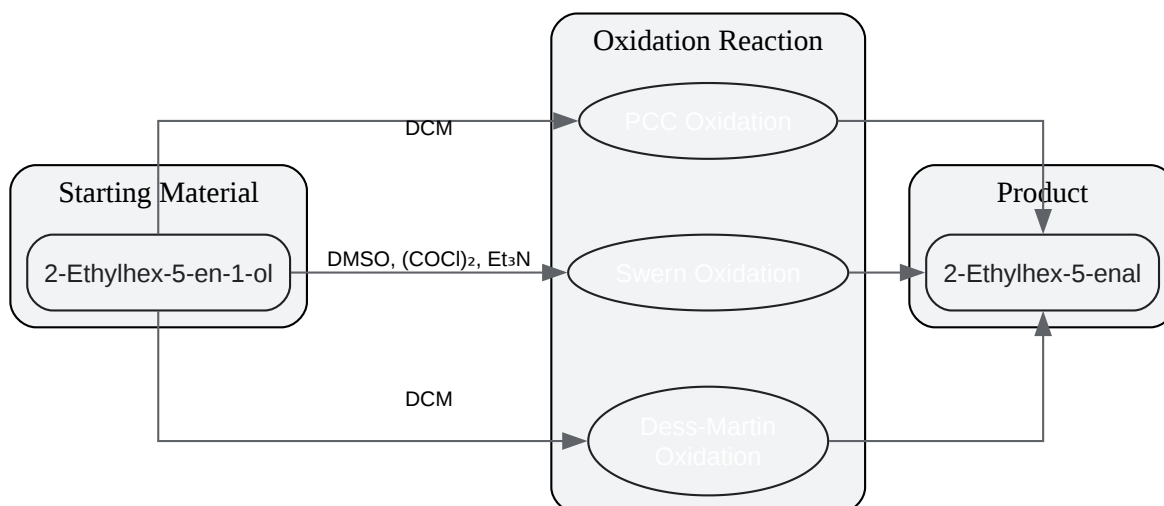 Oxidation Reaction
DCM
PCC Oxidation
Starting Material
Product
2-Ethylhex-5-en-1-ol
DMSO, (COCl)₂, Et₃N
Swern Oxidation
2-Ethylhex-5-enal
DCM
Dess-Martin
Oxidation